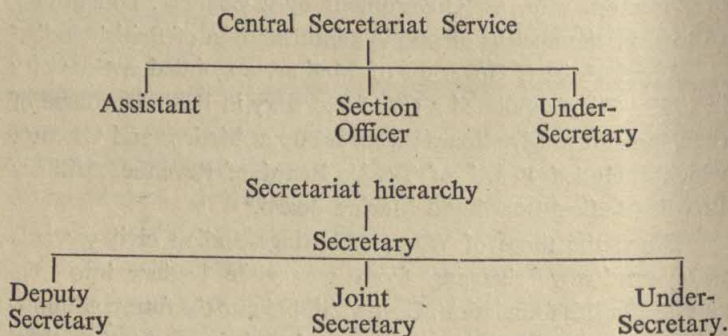 Central Secretariat Service
Assistant Section Under-
Officer Secretary
Secretariat hierarchy
Secretary
Deputy Joint Under-
Secretary Secretary Secretary.